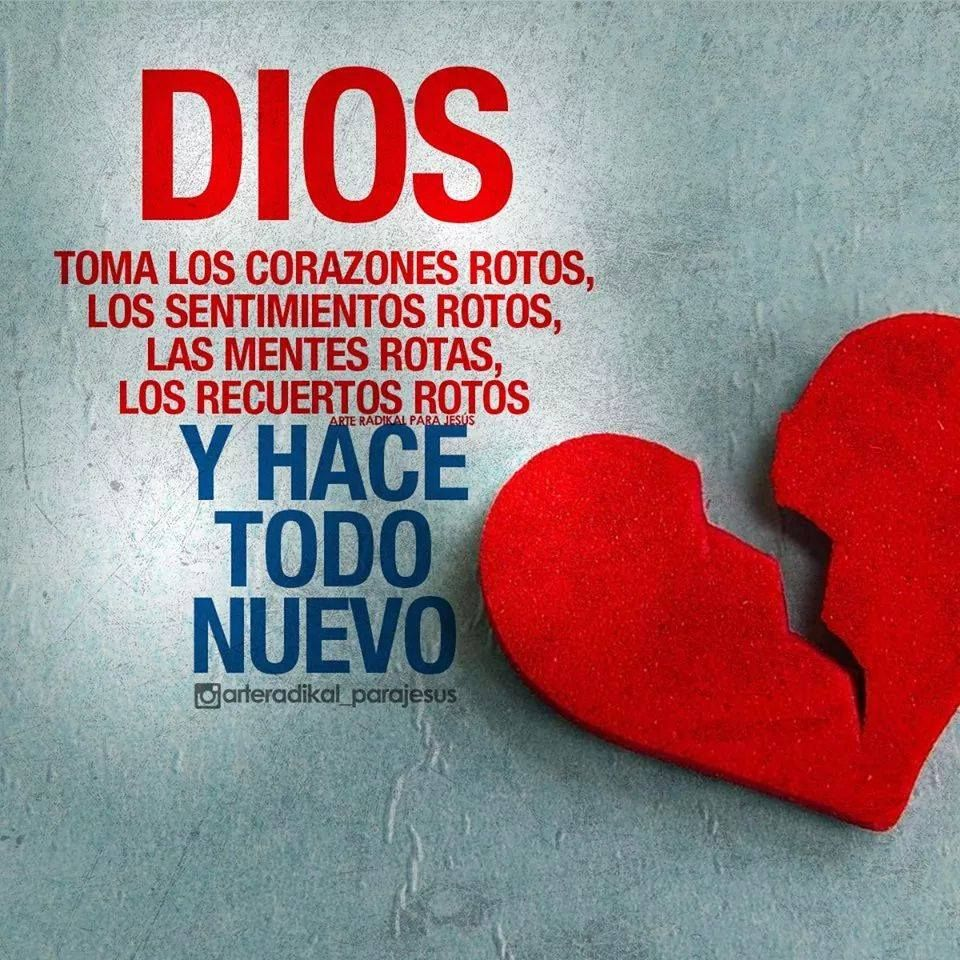 DIOS
TOMA LOS CORAZONES ROTOS,
LOS SENTIMIENTOS ROTOS,
LAS MENTES ROTAS,
LOS RECUERTOS ROTOS
ARTE RADIKAL PARA JESÚS
Y HACE
TODO
NUEVO
arteradikal_parajesus